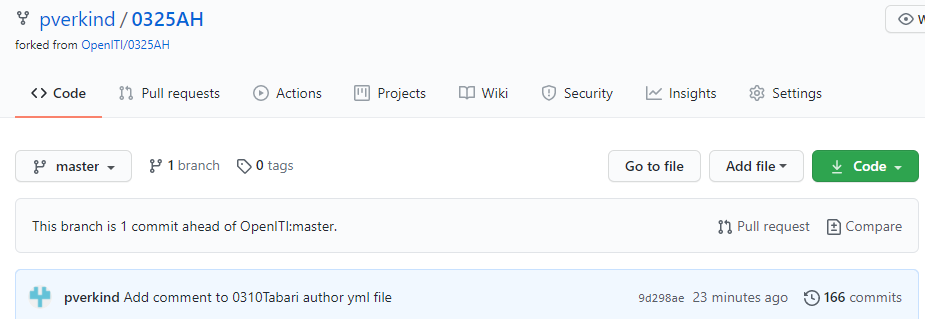 pverkind / 0325AH
forked from OpenITI/0325AH
Code Pull requests Actions Projects Wiki Security Insights Settings
master 1 branch 0 tags Go to file Add file Code
This branch is 1 commit ahead of OpenITI:master. Pull request Compare
pverkind Add comment to 0310Tabari author yml file 9d298ae 23 minutes ago 166 commits